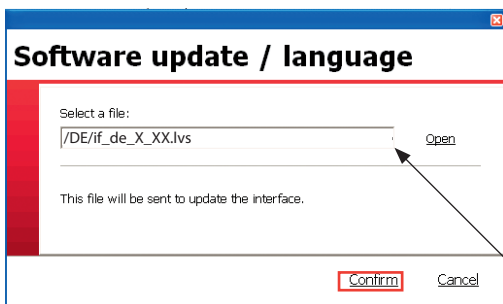 Software update / language
Select a file:
/DE/if_de_X_XX.lvs
Open
This file will be sent to update the interface.
Confirm
Cancel